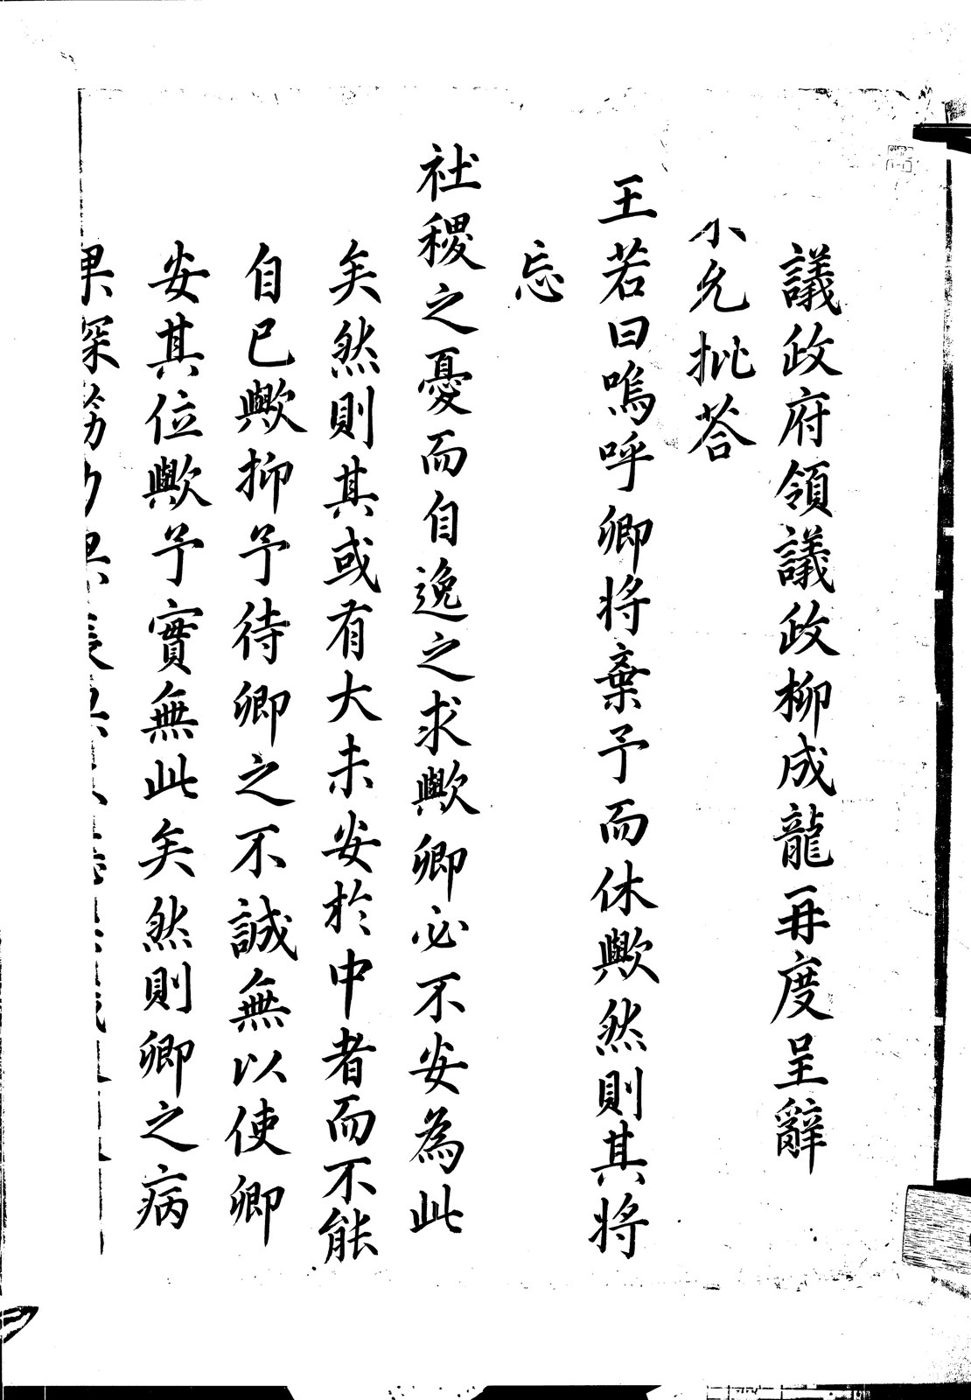 議政府領議政柳成龍再度呈辭
不允批答
王若曰嗚呼卿將棄予而休歟然則其將
忘
社稷之憂而自逸之求歟卿必不安為此
矣然則其或有大未安於中者而不能
自已歟抑予待卿之不誠無以使卿
安其位歟予實無此矣然則卿之病
果深